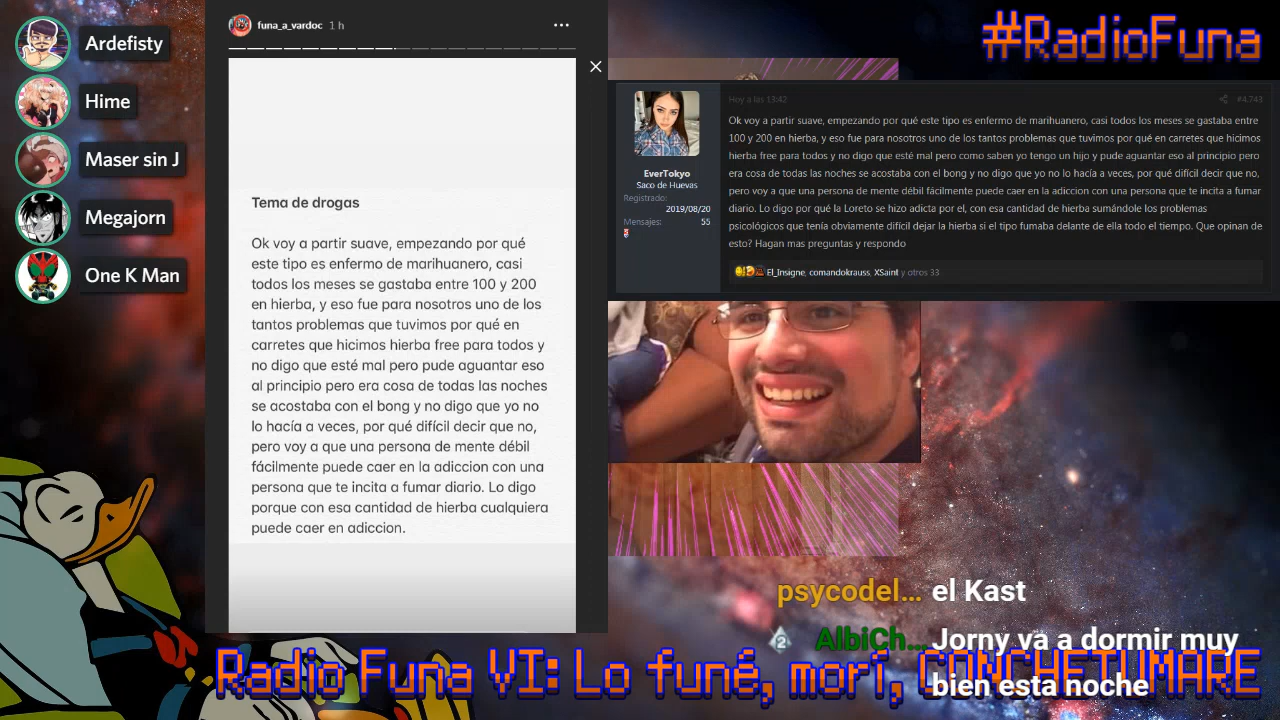 Ardefisty
Hime
Maser sin J
Megajorn
One K Man
funa_a_vardoc 1 h
Tema de drogas
Ok voy a partir suave, empezando por qué
este tipo es enfermo de marihuanero, casi
todos los meses se gastaba entre 100 y 200
en hierba, y eso fue para nosotros uno de los
tantos problemas que tuvimos por qué en
carretes que hicimos hierba free para todos y
no digo que esté mal pero pude aguantar eso
al principio pero era cosa de todas las noches
se acostaba con el bong y no digo que yo no
lo hacía a veces, por qué difícil decir que no,
pero voy a que una persona de mente débil
fácilmente puede caer en la adiccion con una
persona que te incita a fumar diario. Lo digo
porque con esa cantidad de hierba cualquiera
puede caer en adiccion.
#RadioFuna
Hoy a las 13:42
#4.743
EverTokyo
Saco de Huevas
Registrado:
2019/08/20
Mensajes:
55
Ok voy a partir suave, empezando por qué este tipo es enfermo de marihuanero, casi todos los meses se gastaba entre
100 y 200 en hierba, y eso fue para nosotros uno de los tantos problemas que tuvimos por qué en carretes que hicimos
hierba free para todos y no digo que esté mal pero como saben yo tengo un hijo y pude aguantar eso al principio pero
era cosa de todas las noches se acostaba con el bong y no digo que yo no lo hacía a veces, por qué difícil decir que no,
pero voy a que una persona de mente débil fácilmente puede caer en la adiccion con una persona que te incita a fumar
diario. Lo digo por qué la Loreto se hizo adicta por el, con esa cantidad de hierba sumándole los problemas
psicológicos que tenía obviamente difícil dejar la hierba si el tipo fumaba delante de ella todo el tiempo. Que opinan de
esto? Hagan mas preguntas y respondo
El_Insigne, comandokrauss, XSaint y otros 33
psycodel... el Kast
2 AlbiCh... Jorny va a dormir muy
bien esta noche
Radio Funa VI: Lo funé, morí, CONCHETUMARE